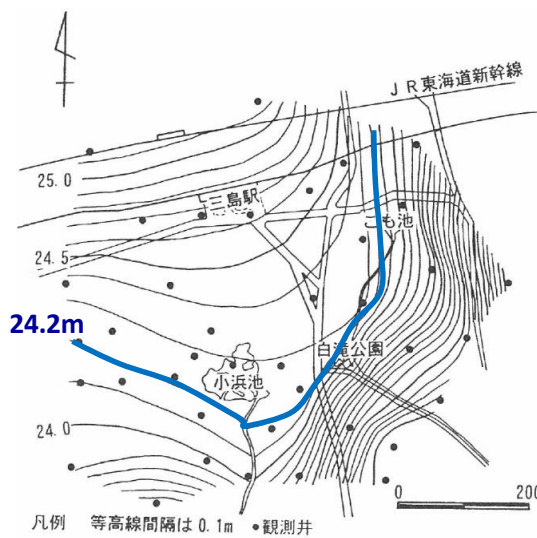 JR東海道新幹線
25.0
三島駅
こも池
24.5
24.2m
白滝公園
小浜池
24.0
0 200
凡例 等高線間隔は 0.1m ●観測井